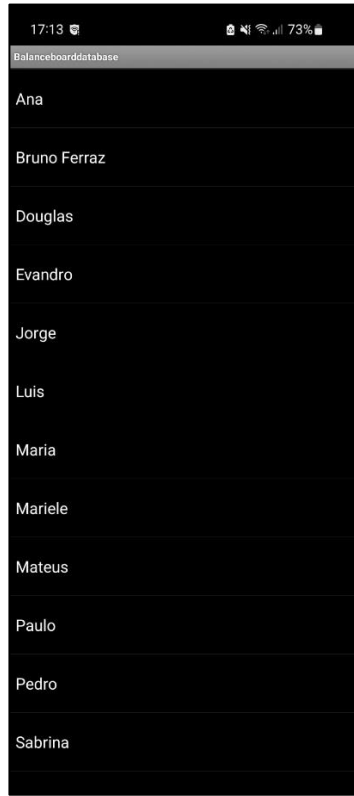 17:13 73%
Balanceboarddatabase
Ana
Bruno Ferraz
Douglas
Evandro
Jorge
Luis
Maria
Mariele
Mateus
Paulo
Pedro
Sabrina